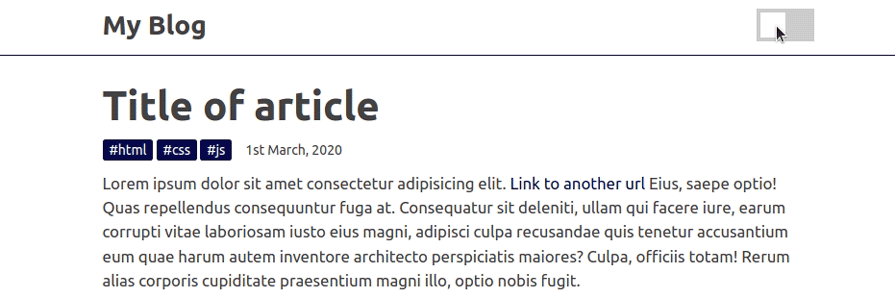 My Blog
Title of article
#html #css #js 1st March, 2020
Lorem ipsum dolor sit amet consectetur adipisicing elit. Link to another url Eius, saepe optio!
Quas repellendus consequuntur fuga at. Consequatur sit deleniti, ullam qui facere iure, earum
corrupti vitae laboriosam iusto eius magni, adipisci culpa recusandae quis tenetur accusantium
eum quae harum autem inventore architecto perspiciatis maiores? Culpa, officiis totam! Rerum
alias corporis cupiditate praesentium magni illo, optio nobis fugit.